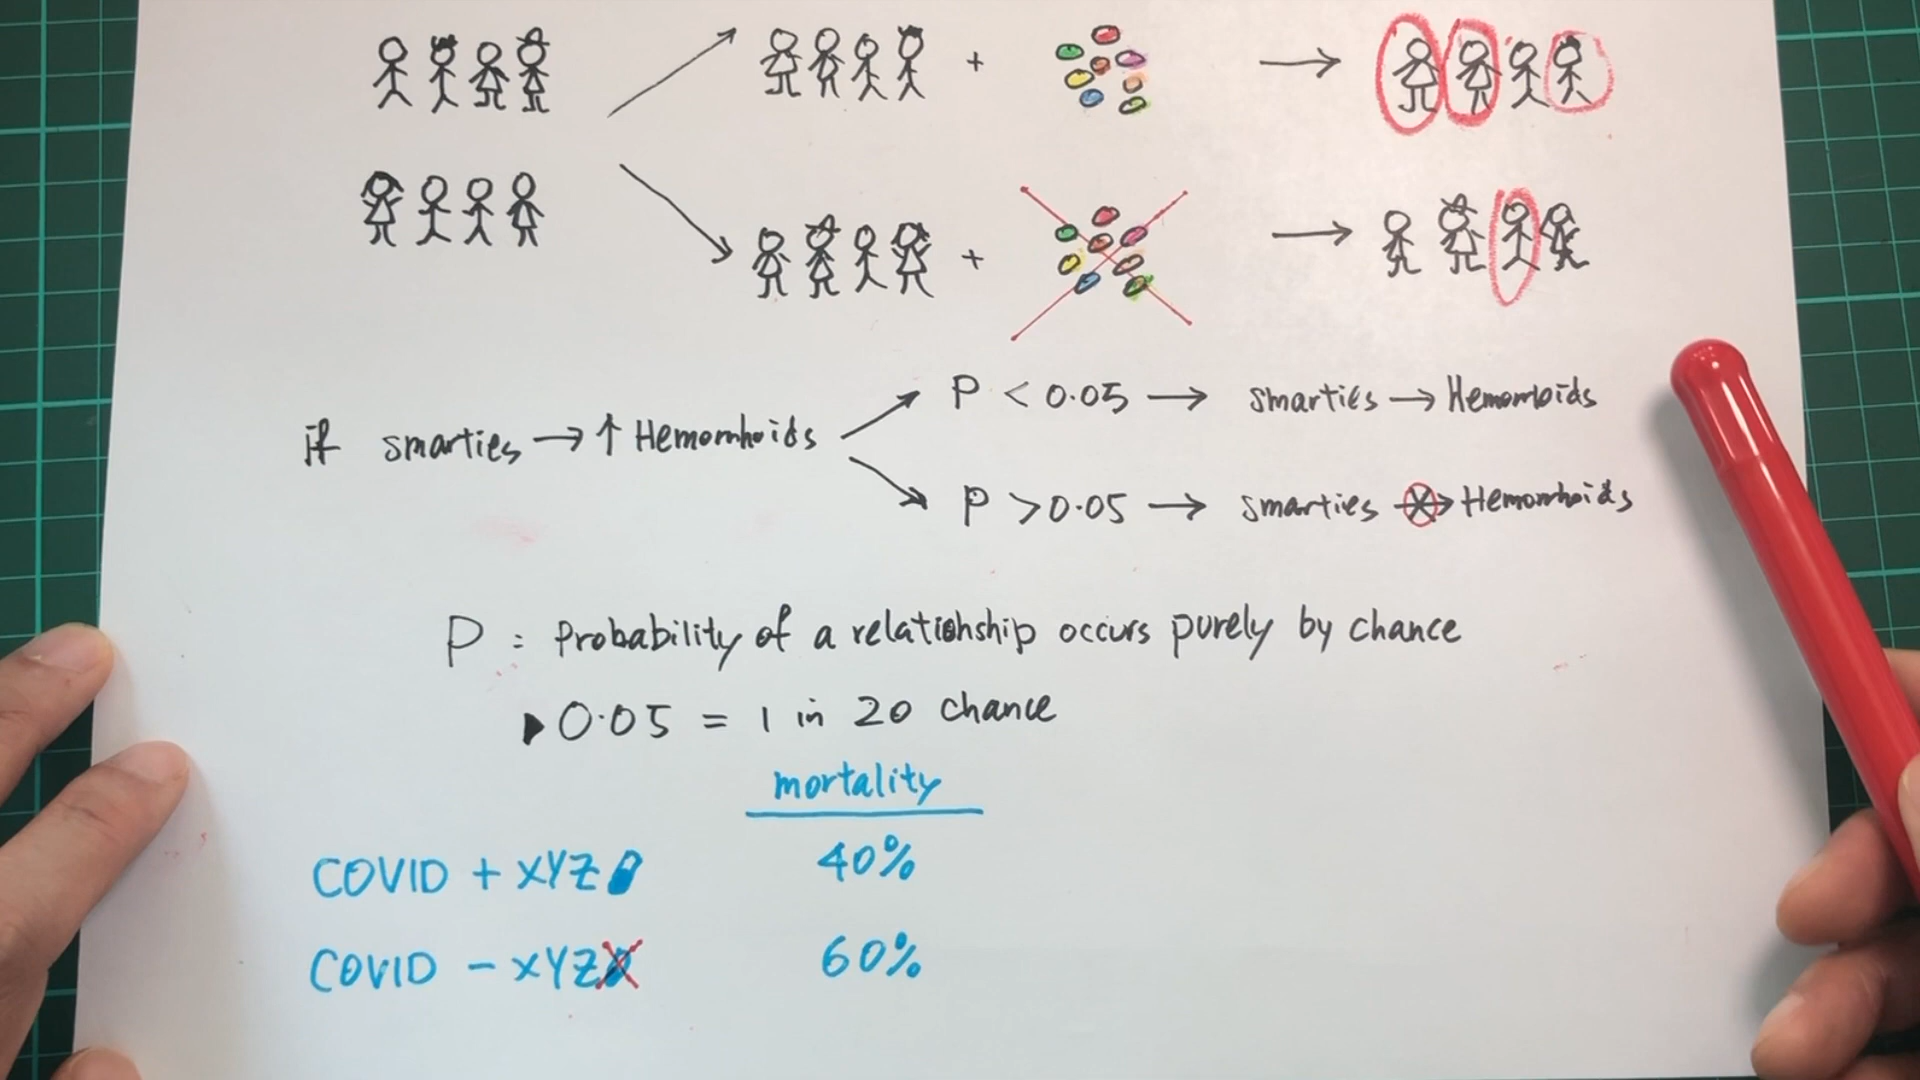 +
+
if smarties → ↑ Hemorrhoids
P < 0.05 → smarties → Hemorrhoids
P > 0.05 → smarties → Hemorrhoids
P : Probability of a relationship occurs purely by chance
0.05 = 1 in 20 chance
mortality
COVID + XYZ 40%
COVID - XYZ 60%